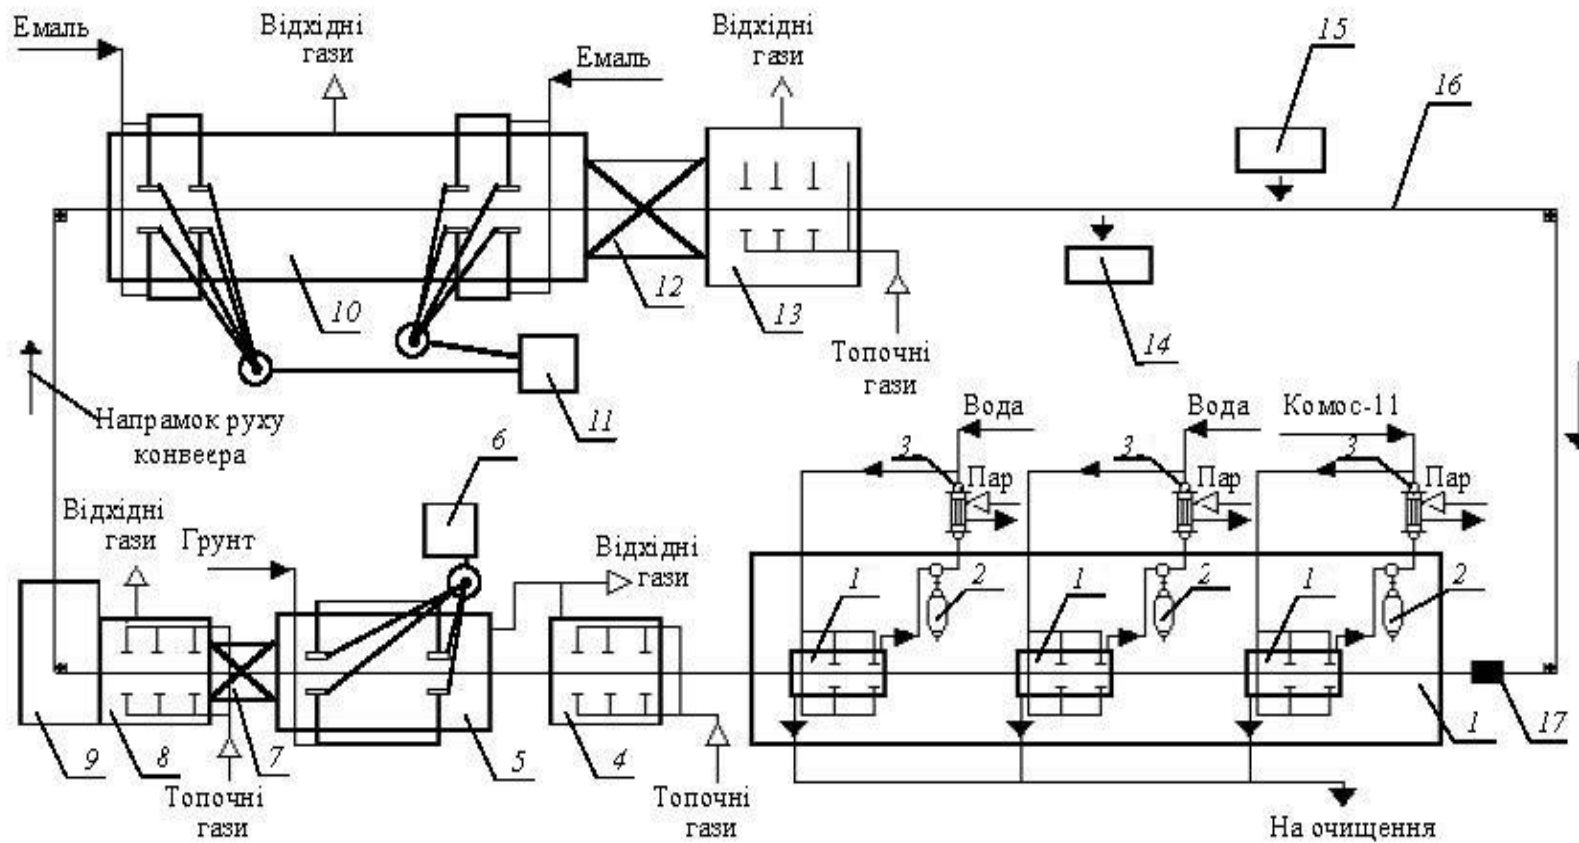 Емаль
Відхідні
гази
Емаль
Відхідні
гази
15
16
10
12
13
14
11
Топочні
гази
Напрамок руху
конвеєра
Вода
Вода
Комос-11
6
3
3
3
Пар
Пар
Пар
Відхідні
гази
Грунт
Відхідні
гази
1
2
1
2
1
2
9
8
7
5
4
1
17
Топочні
гази
Топочні
гази
На очищення